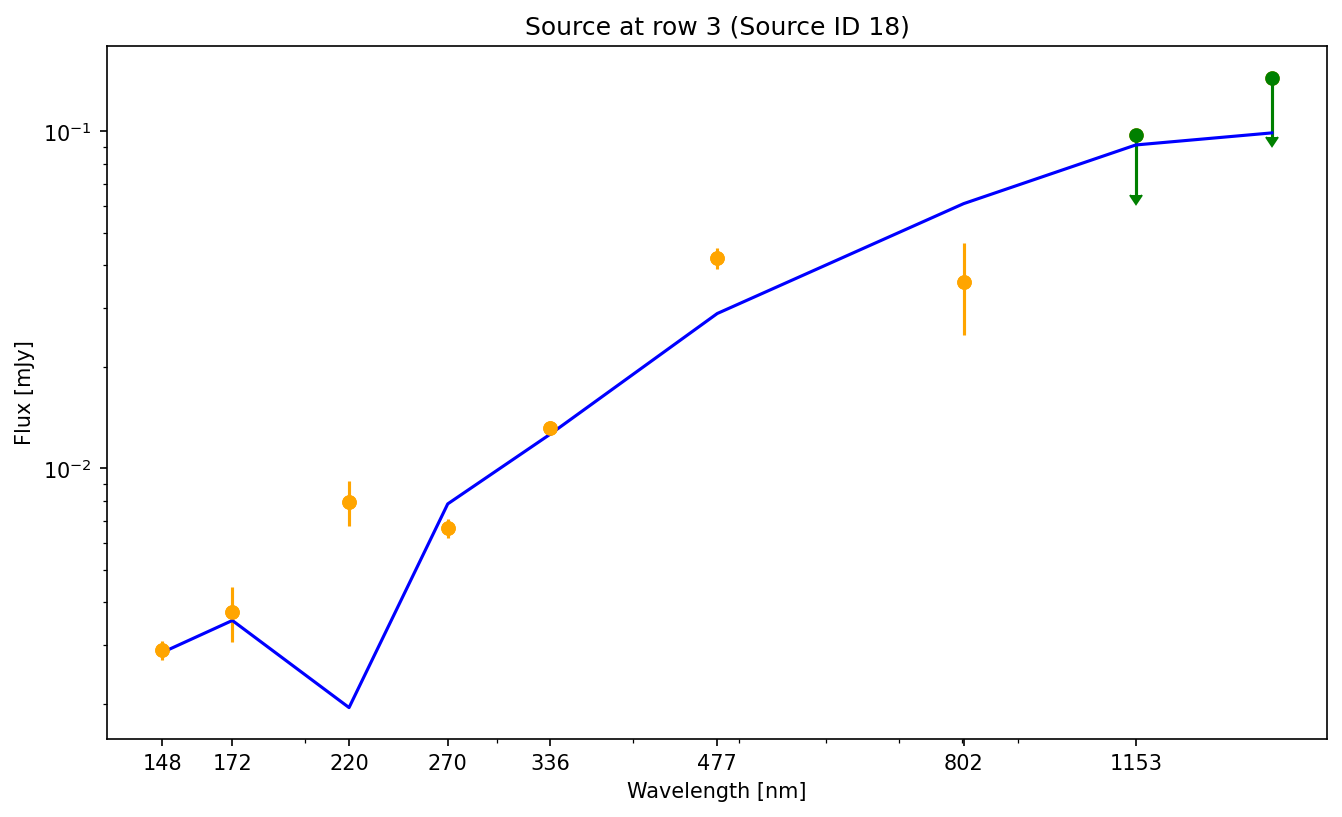 Source at row 3 (Source ID 18)
Flux [mJy]
10⁻¹
10⁻²
148 172 220 270 336 477 802 1153
Wavelength [nm]